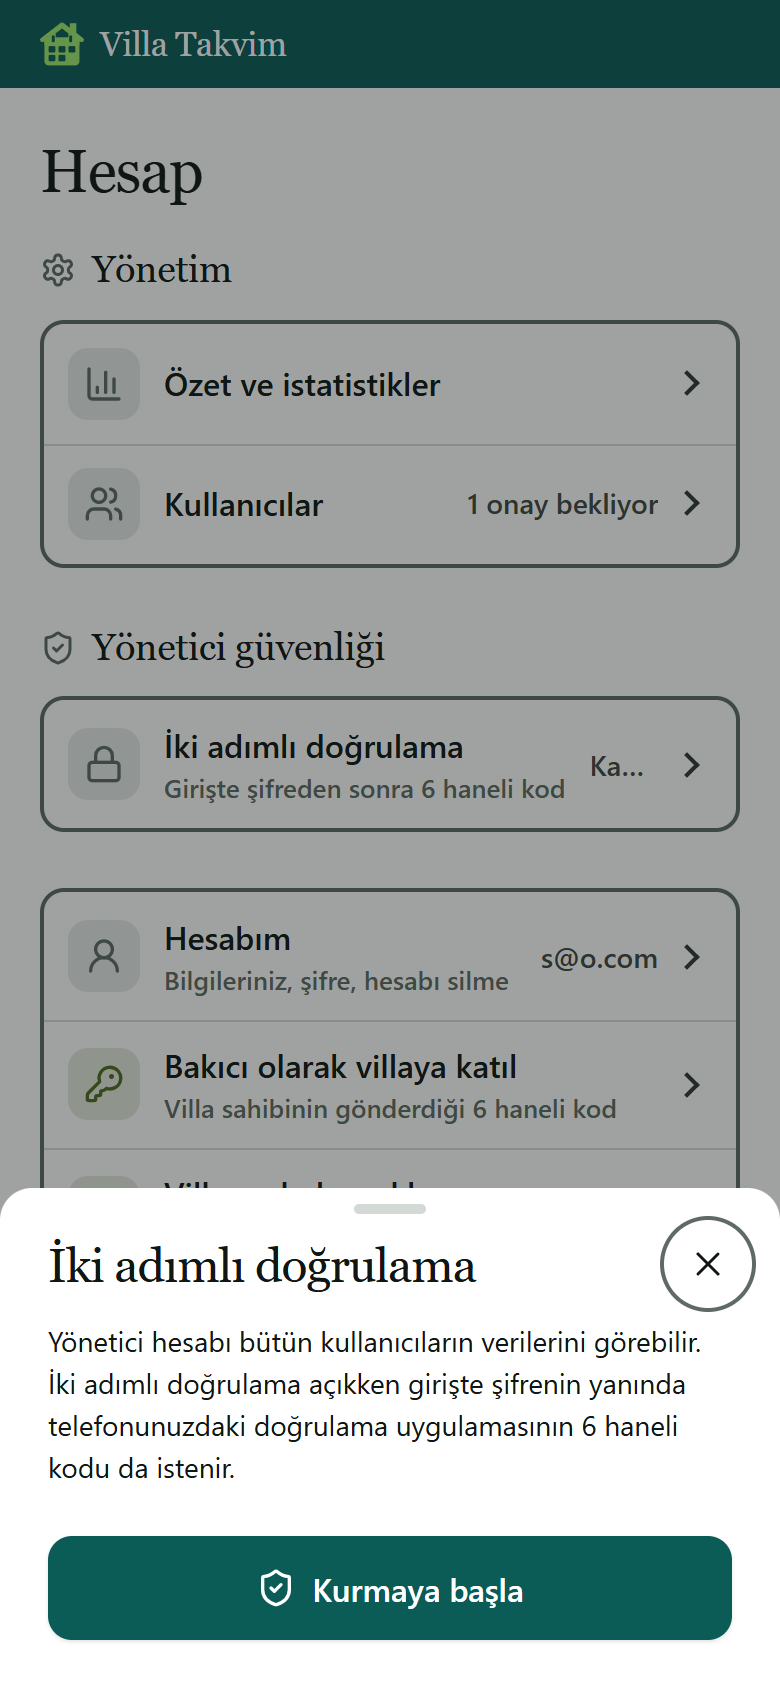 Villa Takvim
Hesap
Yönetim
Özet ve istatistikler
Kullanıcılar
1 onay bekliyor
Yönetici güvenliği
İki adımlı doğrulama
Girişte şifreden sonra 6 haneli kod
Ka...
Hesabım
Bilgileriniz, şifre, hesabı silme
s@o.com
Bakıcı olarak villaya katıl
Villa sahibinin gönderdiği 6 haneli kod
İki adımlı doğrulama
Yönetici hesabı bütün kullanıcıların verilerini görebilir.
İki adımlı doğrulama açıkken girişte şifrenin yanında
telefonunuzdaki doğrulama uygulamasının 6 haneli
kodu da istenir.
Kurmaya başla